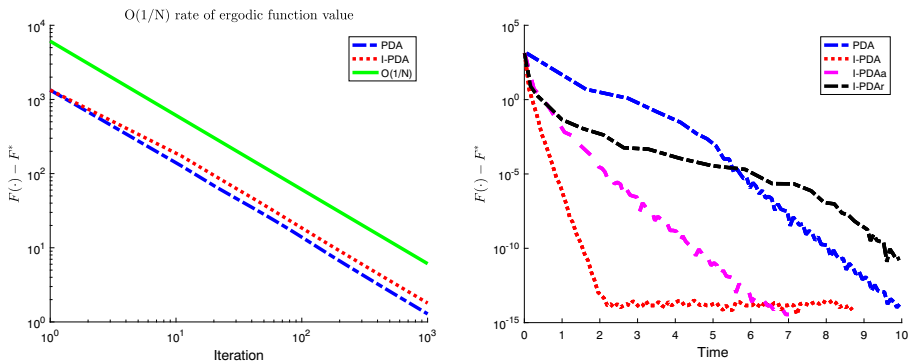 O(1/N) rate of ergodic function value
F(·) − F*
10^4
10^3
10^2
10^1
10^0
10^0
10^1
10^2
10^3
Iteration
PDA
I-PDA
O(1/N)
F(·) − F*
10^5
10^0
10^-5
10^-10
10^-15
0 1 2 3 4 5 6 7 8 9 10
Time
PDA
I-PDA
I-PDAa
I-PDAr